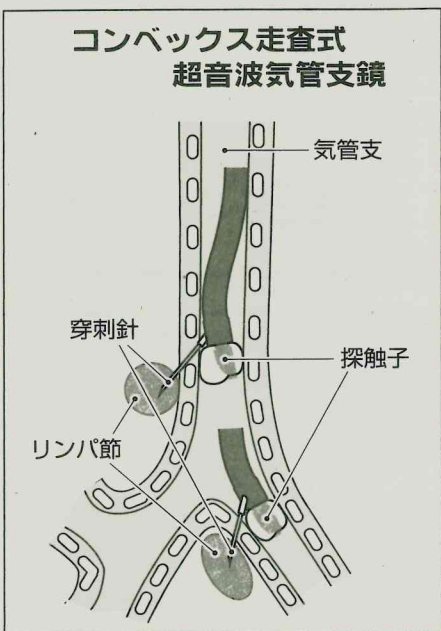 コンベックス走査式
超音波気管支鏡
気管支
穿刺針
探触子
リンパ節